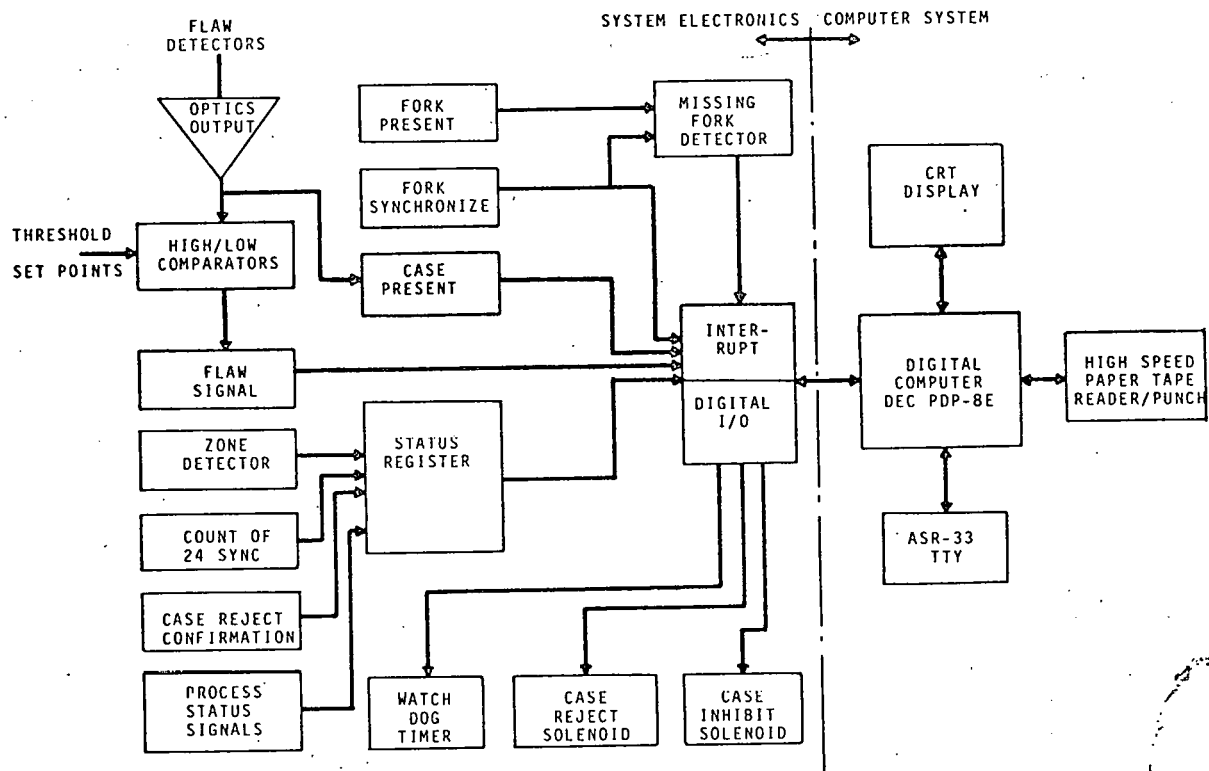 SYSTEM ELECTRONICS
COMPUTER SYSTEM
FLAW
DETECTORS
OPTICS
OUTPUT
THRESHOLD
SET POINTS
HIGH/LOW
COMPARATORS
FLAW
SIGNAL
ZONE
DETECTOR
COUNT OF
24 SYNC
CASE REJECT
CONFIRMATION
PROCESS
STATUS
SIGNALS
FORK
PRESENT
FORK
SYNCHRONIZE
CASE
PRESENT
STATUS
REGISTER
MISSING
FORK
DETECTOR
INTER-
RUPT
DIGITAL
I/O
WATCH
DOG
TIMER
CASE
REJECT
SOLENOID
CASE
INHIBIT
SOLENOID
CRT
DISPLAY
DIGITAL
COMPUTER
DEC PDP-8E
HIGH SPEED
PAPER TAPE
READER/PUNCH
ASR-33
TTY